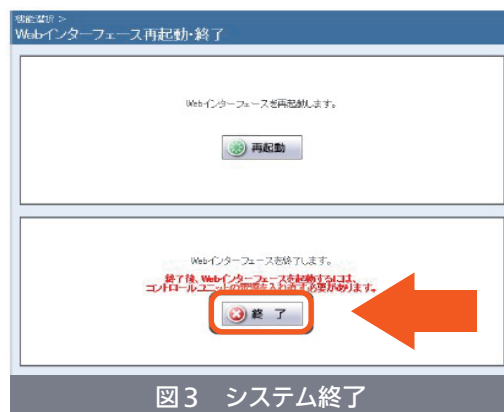 機能選択 >
Webインターフェース再起動・終了
Webインターフェースを再起動します。
再起動
Webインターフェースを終了します。
終了後、Webインターフェースを起動するには、
コントロールユニットの電源を入れ直す必要があります。
終 了
図3 システム終了